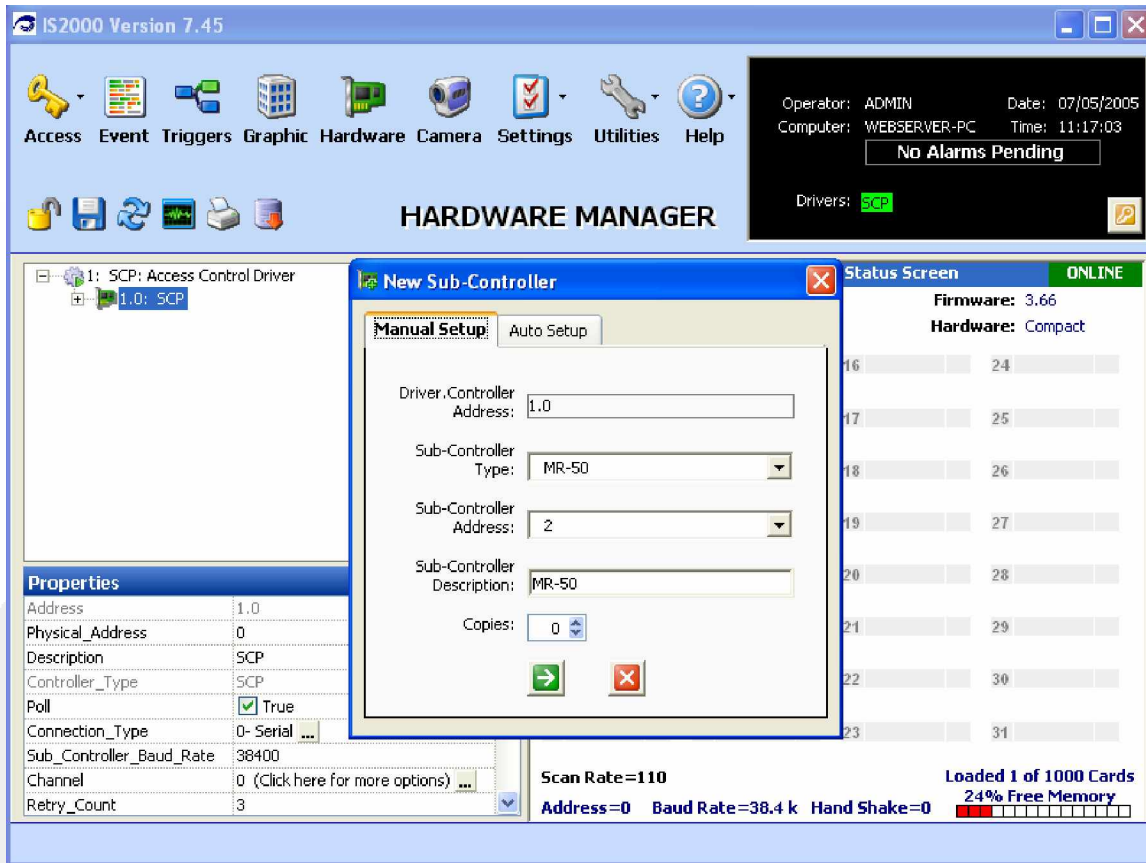 IS2000 Version 7.45
Access Event Triggers Graphic Hardware Camera Settings Utilities Help
Operator: ADMIN Date: 07/05/2005
Computer: WEBSERVER-PC Time: 11:17:03
No Alarms Pending
Drivers: SCP
HARDWARE MANAGER
1: SCP: Access Control Driver
1.0: SCP
New Sub-Controller
Manual Setup Auto Setup
Driver.Controller
Address: 1.0
Sub-Controller
Type: MR-50
Sub-Controller
Address: 2
Sub-Controller
Description: MR-50
Copies: 0
Status Screen ONLINE
Firmware: 3.66
Hardware: Compact
16 24
17 25
18 26
19 27
20 28
21 29
22 30
23 31
Properties
Address 1.0
Physical_Address 0
Description SCP
Controller_Type SCP
Poll True
Connection_Type 0- Serial ...
Sub_Controller_Baud_Rate 38400
Channel 0 (Click here for more options) ...
Retry_Count 3
Scan Rate=110 Loaded 1 of 1000 Cards
24% Free Memory
Address=0 Baud Rate=38.4 k Hand Shake=0